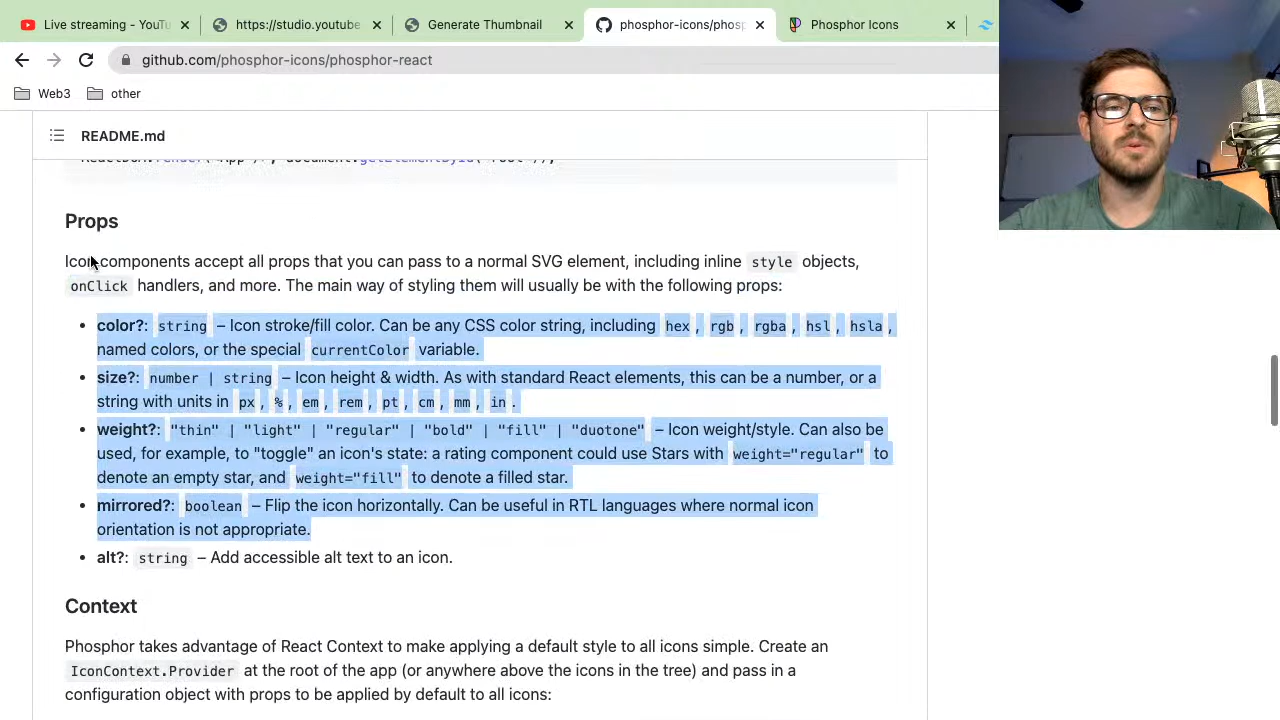 Live streaming - YouTu
https://studio.youtube
Generate Thumbnail
phosphor-icons/phosp
Phosphor Icons
github.com/phosphor-icons/phosphor-react
Web3
other
README.md
Props
Icon components accept all props that you can pass to a normal SVG element, including inline style objects,
onClick handlers, and more. The main way of styling them will usually be with the following props:
• color?: string – Icon stroke/fill color. Can be any CSS color string, including hex, rgb, rgba, hsl, hsla,
named colors, or the special currentColor variable.
• size?: number | string – Icon height & width. As with standard React elements, this can be a number, or a
string with units in px, %, em, rem, pt, cm, mm, in.
• weight?: "thin" | "light" | "regular" | "bold" | "fill" | "duotone" – Icon weight/style. Can also be
used, for example, to "toggle" an icon's state: a rating component could use Stars with weight="regular" to
denote an empty star, and weight="fill" to denote a filled star.
• mirrored?: boolean – Flip the icon horizontally. Can be useful in RTL languages where normal icon
orientation is not appropriate.
• alt?: string – Add accessible alt text to an icon.
Context
Phosphor takes advantage of React Context to make applying a default style to all icons simple. Create an
IconContext.Provider at the root of the app (or anywhere above the icons in the tree) and pass in a
configuration object with props to be applied by default to all icons: